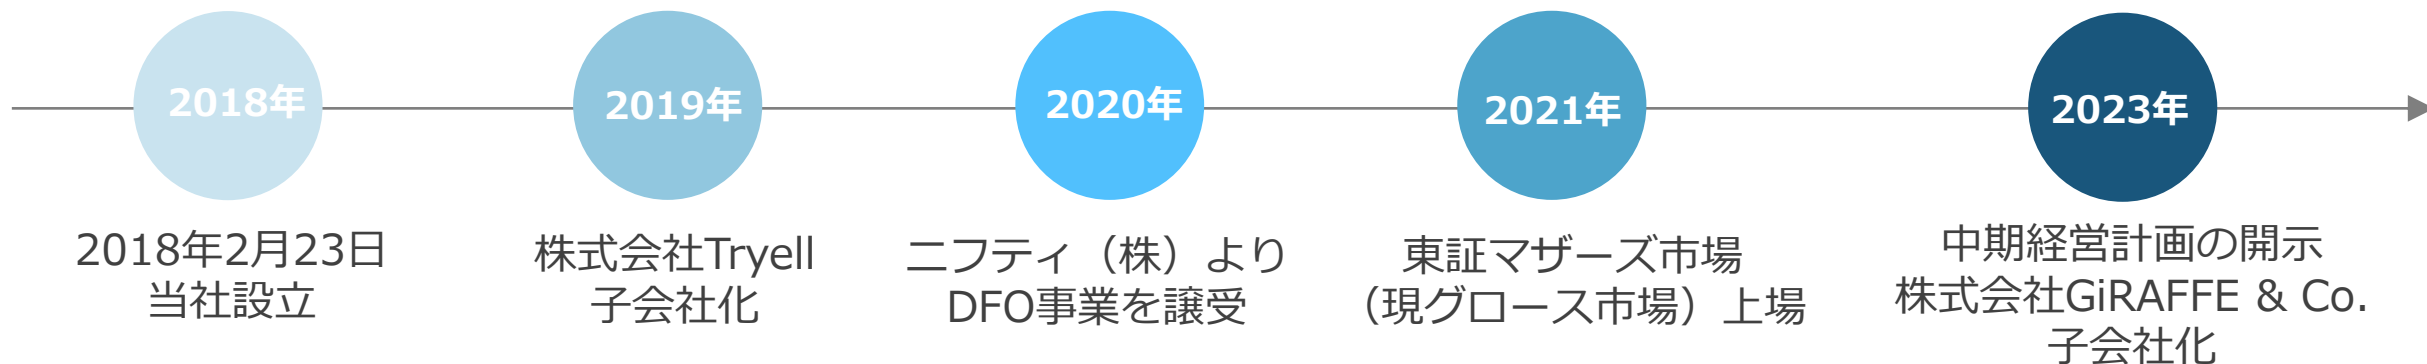 2018年
2019年
2020年
2021年
2023年
2018年2月23日
当社設立
株式会社Tryell
子会社化
ニフティ（株）より
DFO事業を譲受
東証マザーズ市場
（現グロース市場）上場
中期経営計画の開示
株式会社GiRAFFE & Co.
子会社化